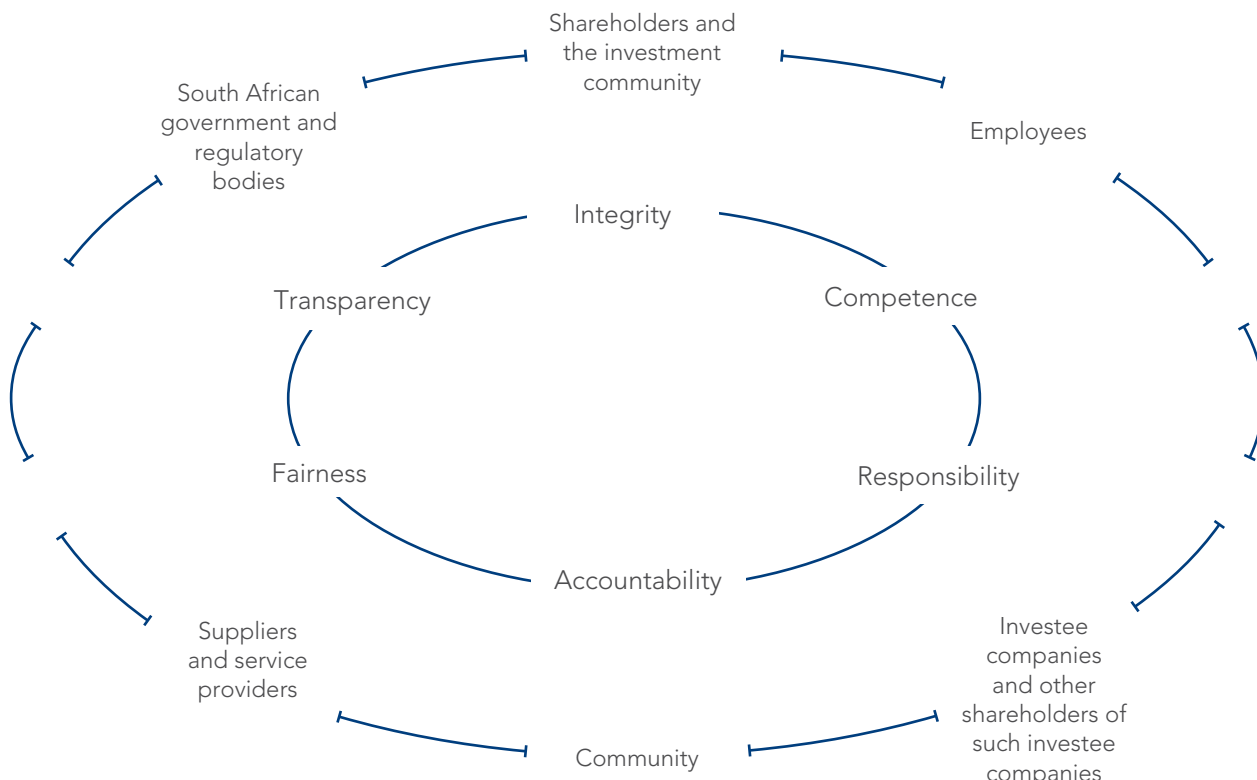 Shareholders and
the investment
community
South African
government and
regulatory
bodies
Employees
Integrity
Transparency
Competence
Fairness
Responsibility
Accountability
Suppliers
and service
providers
Investee
companies
and other
shareholders of
such investee
companies
Community